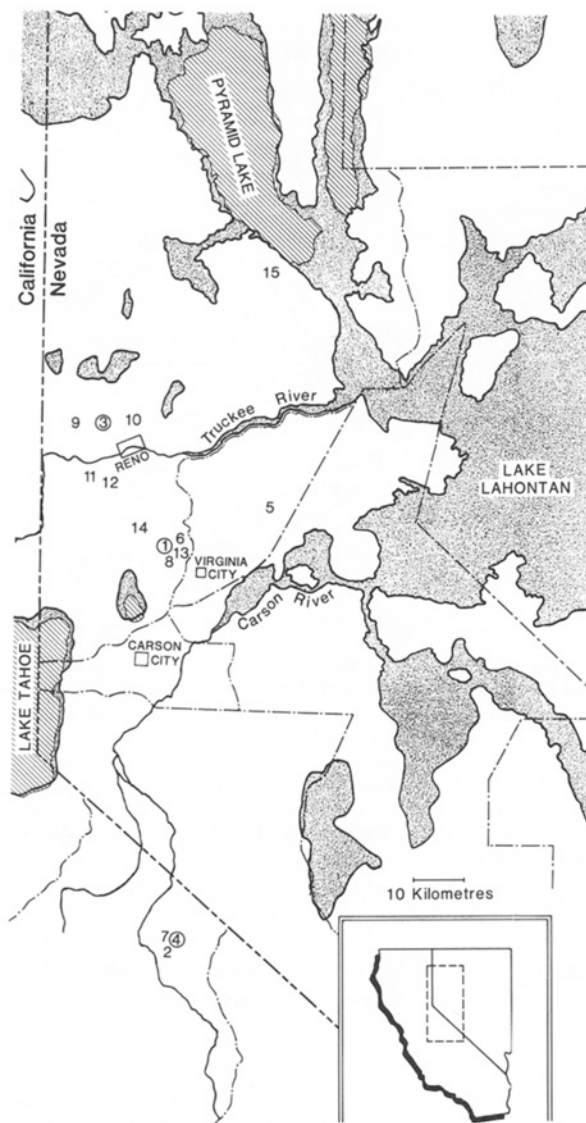 PYRAMID LAKE
California
Nevada
15
Truckee River
9
3
10
RENO
11
12
LAKE
LAHONTAN
5
14
1
6
13
8
VIRGINIA
CITY
Carson River
CARSON
CITY
LAKE TAHOE
10 Kilometres
7
4
2